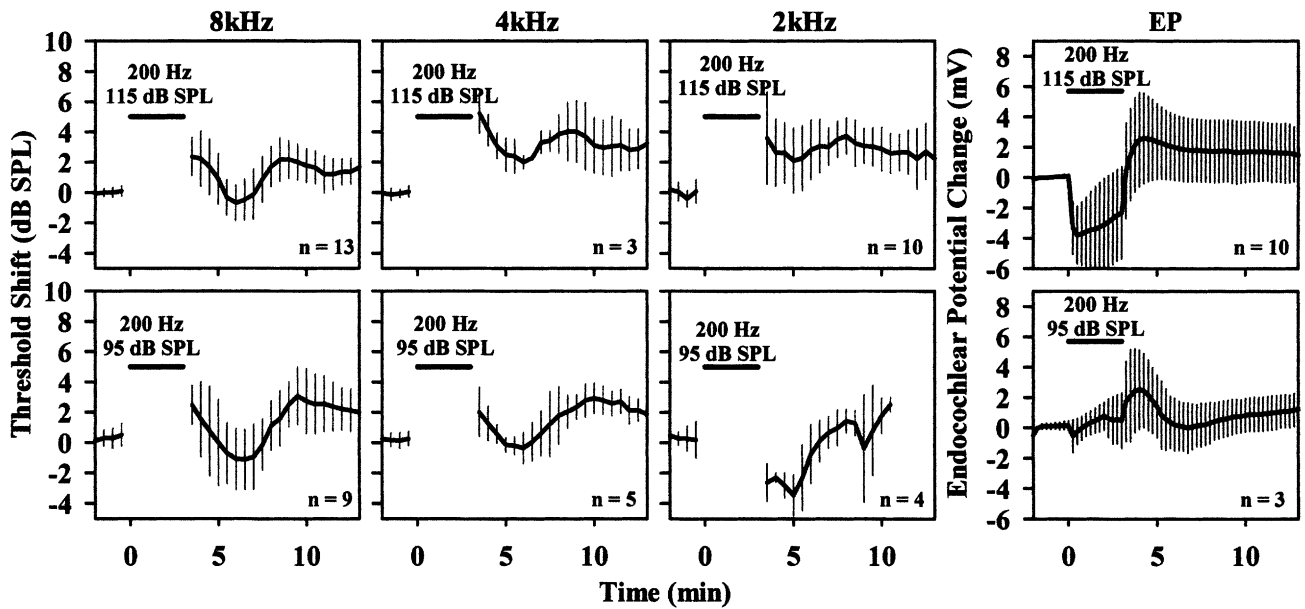 8kHz
4kHz
2kHz
EP
Threshold Shift (dB SPL)
10
8
6
4
2
0
-2
-4
200 Hz
115 dB SPL
n = 13
200 Hz
115 dB SPL
n = 3
200 Hz
115 dB SPL
n = 10
Endocochlear Potential Change (mV)
8
6
4
2
0
-2
-4
-6
200 Hz
115 dB SPL
n = 10
10
8
6
4
2
0
-2
-4
200 Hz
95 dB SPL
n = 9
200 Hz
95 dB SPL
n = 5
200 Hz
95 dB SPL
n = 4
8
6
4
2
0
-2
-4
-6
200 Hz
95 dB SPL
n = 3
0 5 10
0 5 10
0 5 10
0 5 10
Time (min)